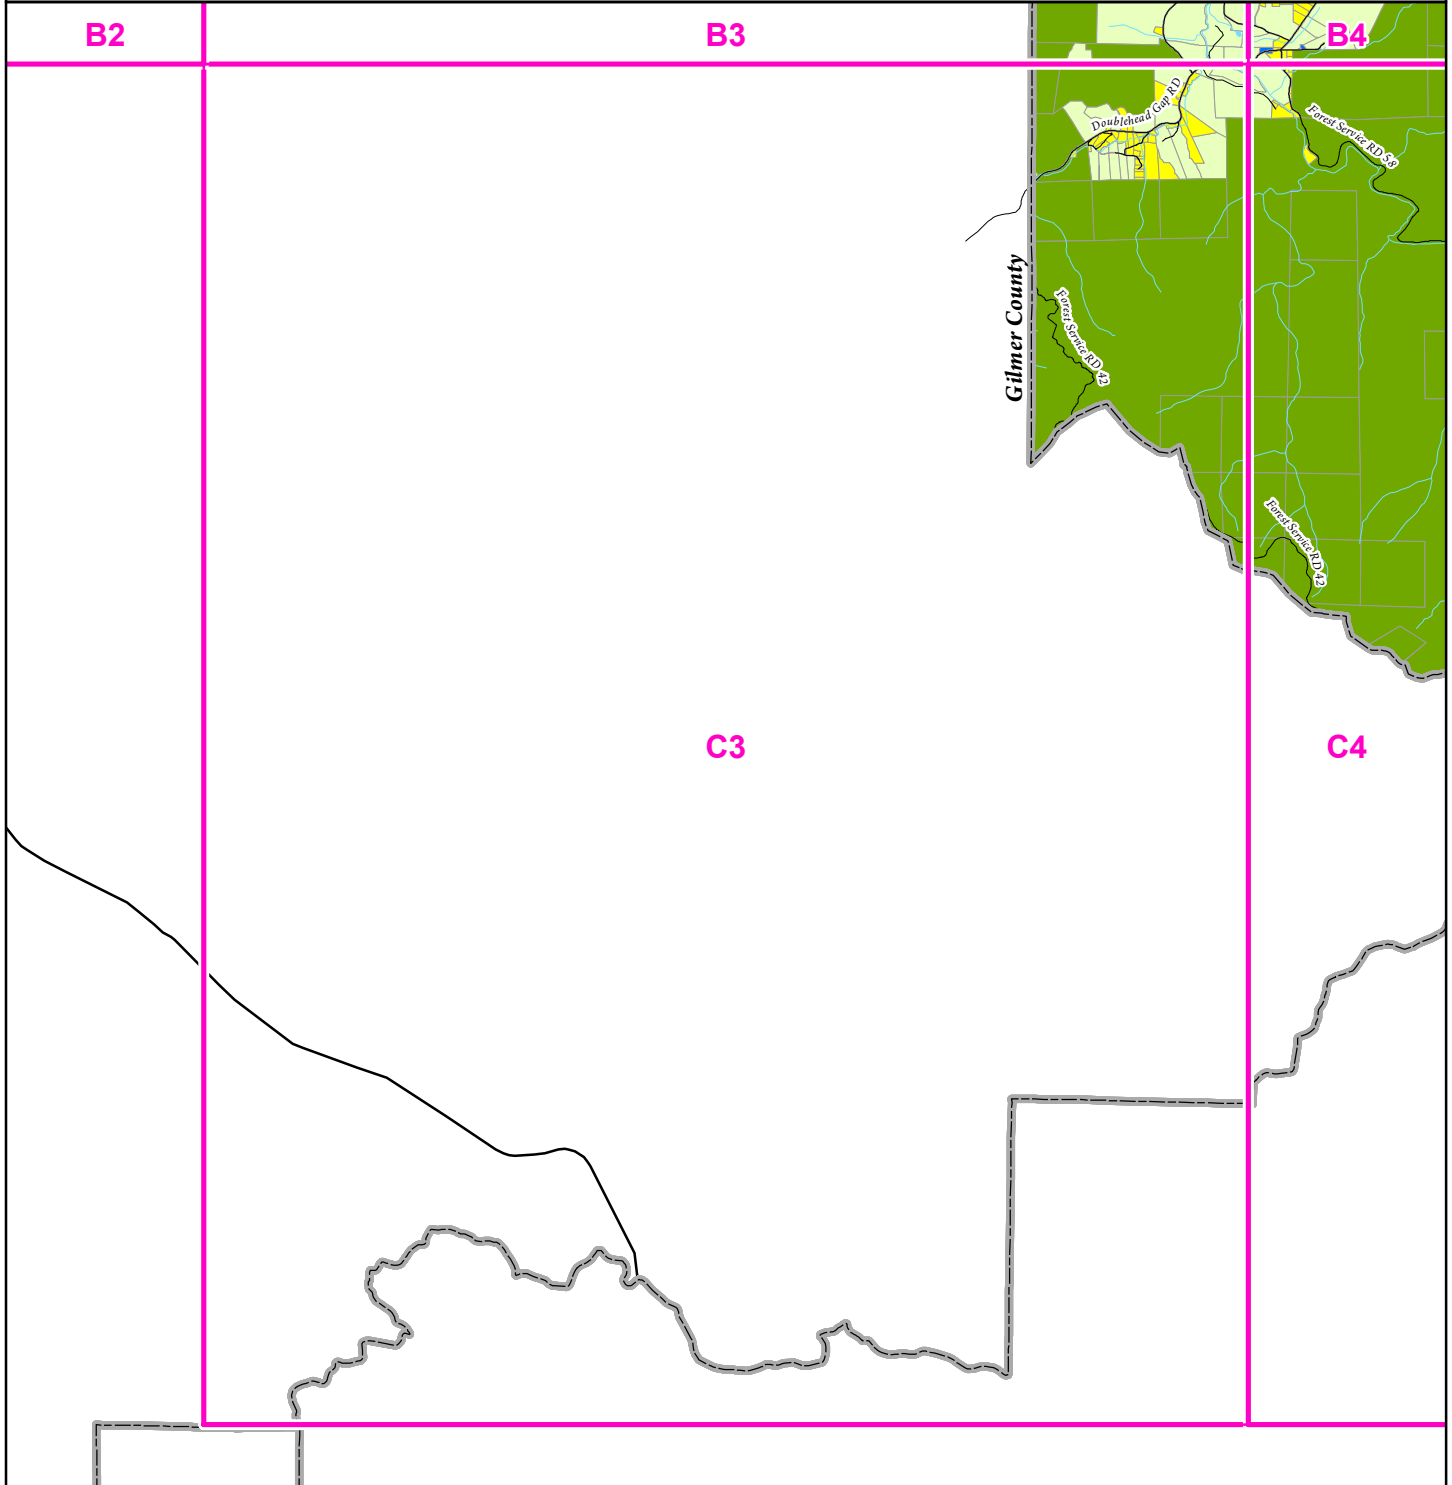 B2
B3
B4
Doublehead Gap RD
Forest Service RD 58
Gilmer County
Forest Service RD 42
Forest Service RD 42
C3
C4